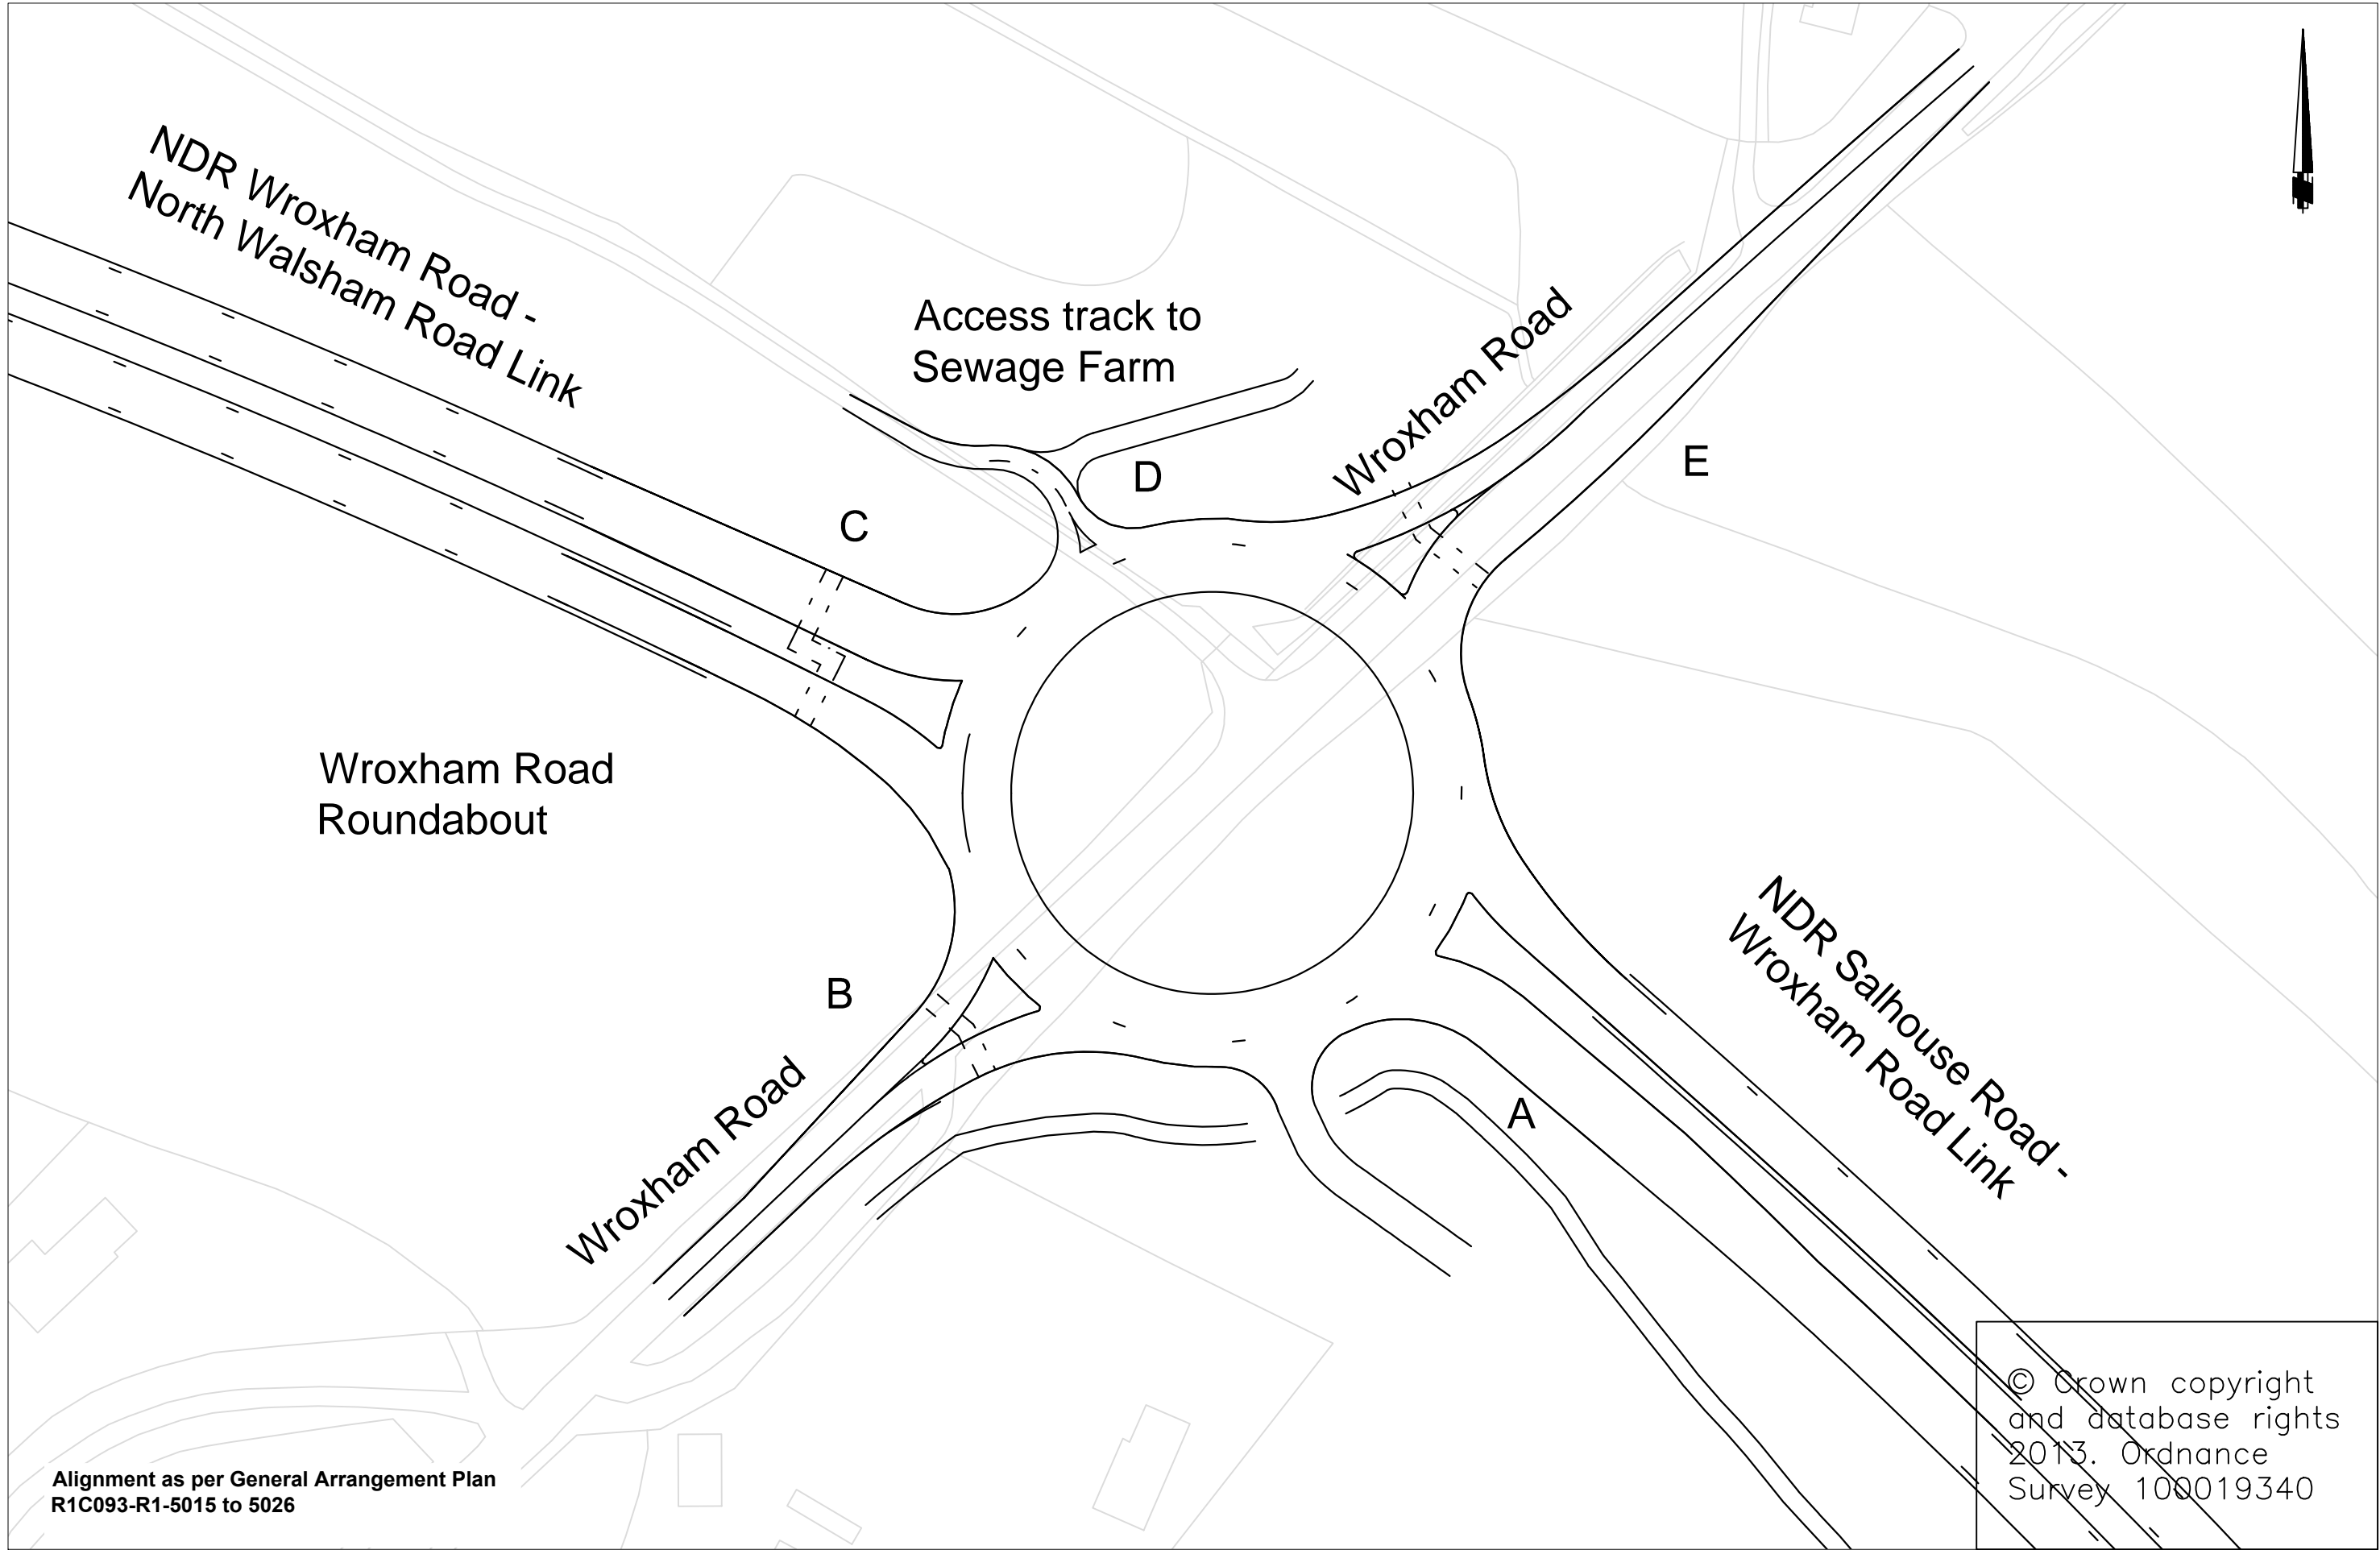 NDR Wroxham Road -
North Walsham Road Link
Access track to
Sewage Farm
Wroxham Road
E
D
C
Wroxham Road
Roundabout
NDR Salhouse Road -
Wroxham Road Link
B
A
Wroxham Road
© Crown copyright
and database rights
2013. Ordnance
Survey 100019340
Alignment as per General Arrangement Plan
R1C093-R1-5015 to 5026